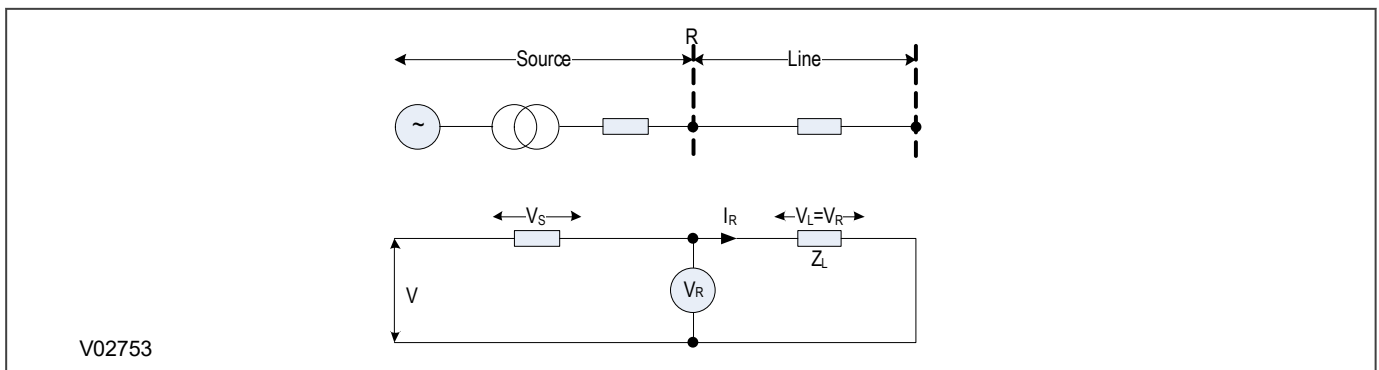 R
Source
Line
~
V_S
I_R
V_L=V_R
Z_L
V
V_R
V02753